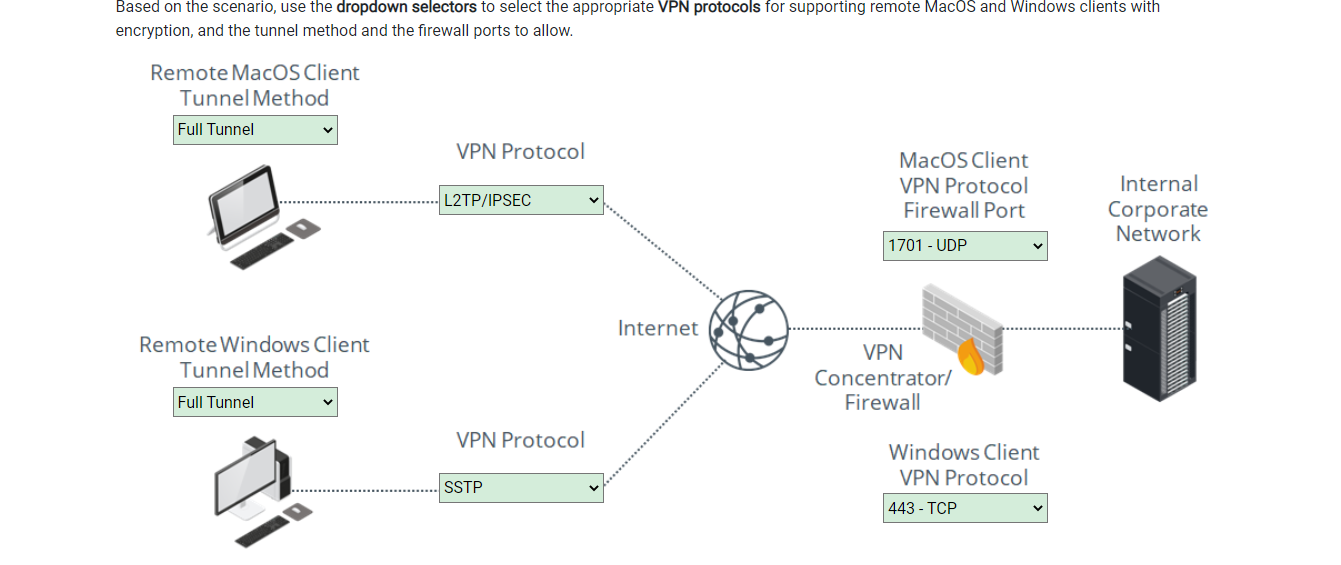 Based on the scenario, use the dropdown selectors to select the appropriate VPN protocols for supporting remote MacOS and Windows clients with
encryption, and the tunnel method and the firewall ports to allow.
Remote MacOS Client
Tunnel Method
Full Tunnel
VPN Protocol
L2TP/IPSEC
MacOS Client
VPN Protocol
Firewall Port
1701 - UDP
Internal
Corporate
Network
Internet
Remote Windows Client
Tunnel Method
Full Tunnel
VPN
Concentrator/
Firewall
VPN Protocol
SSTP
Windows Client
VPN Protocol
443 - TCP